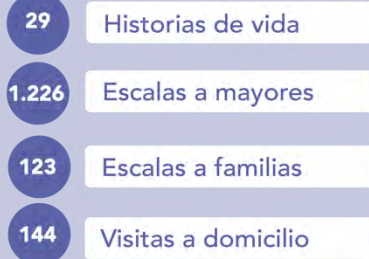 29 Historias de vida
1.226 Escalas a mayores
123 Escalas a familias
144 Visitas a domicilio